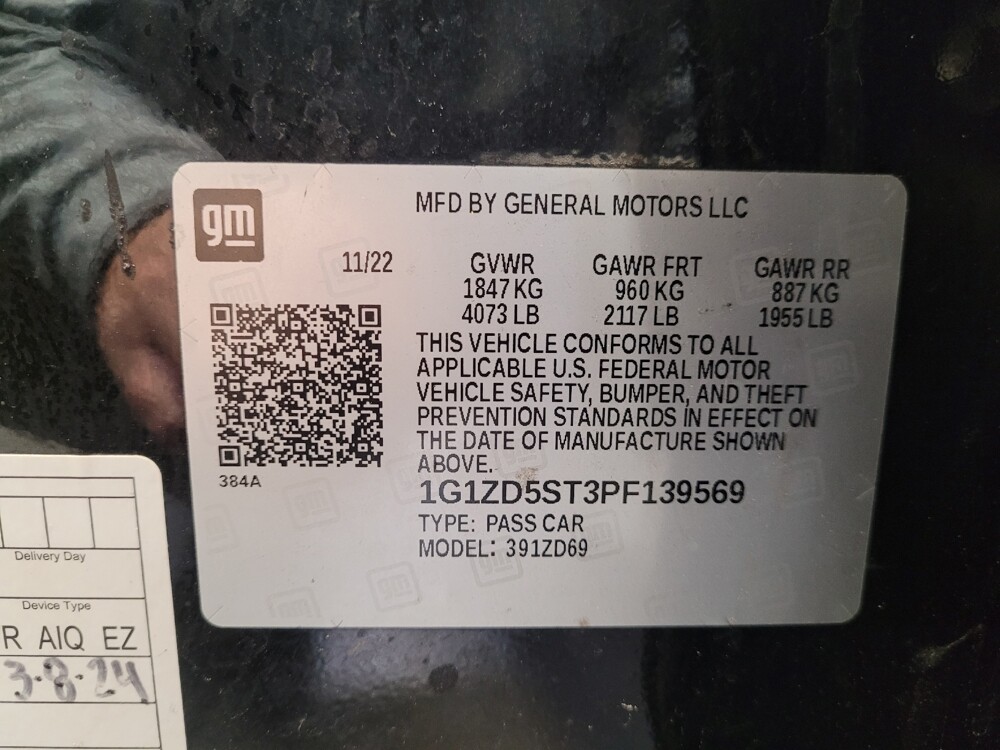 gm
MFD BY GENERAL MOTORS LLC
11/22
GVWR GAWR FRT GAWR RR
1847 KG 960 KG 887 KG
4073 LB 2117 LB 1955 LB
THIS VEHICLE CONFORMS TO ALL
APPLICABLE U.S. FEDERAL MOTOR
VEHICLE SAFETY, BUMPER, AND THEFT
PREVENTION STANDARDS IN EFFECT ON
THE DATE OF MANUFACTURE SHOWN
ABOVE.
384A
1G1ZD5ST3PF139569
TYPE: PASS CAR
MODEL: 391ZD69
Delivery Day
Device Type
R AIQ EZ
3-8-24